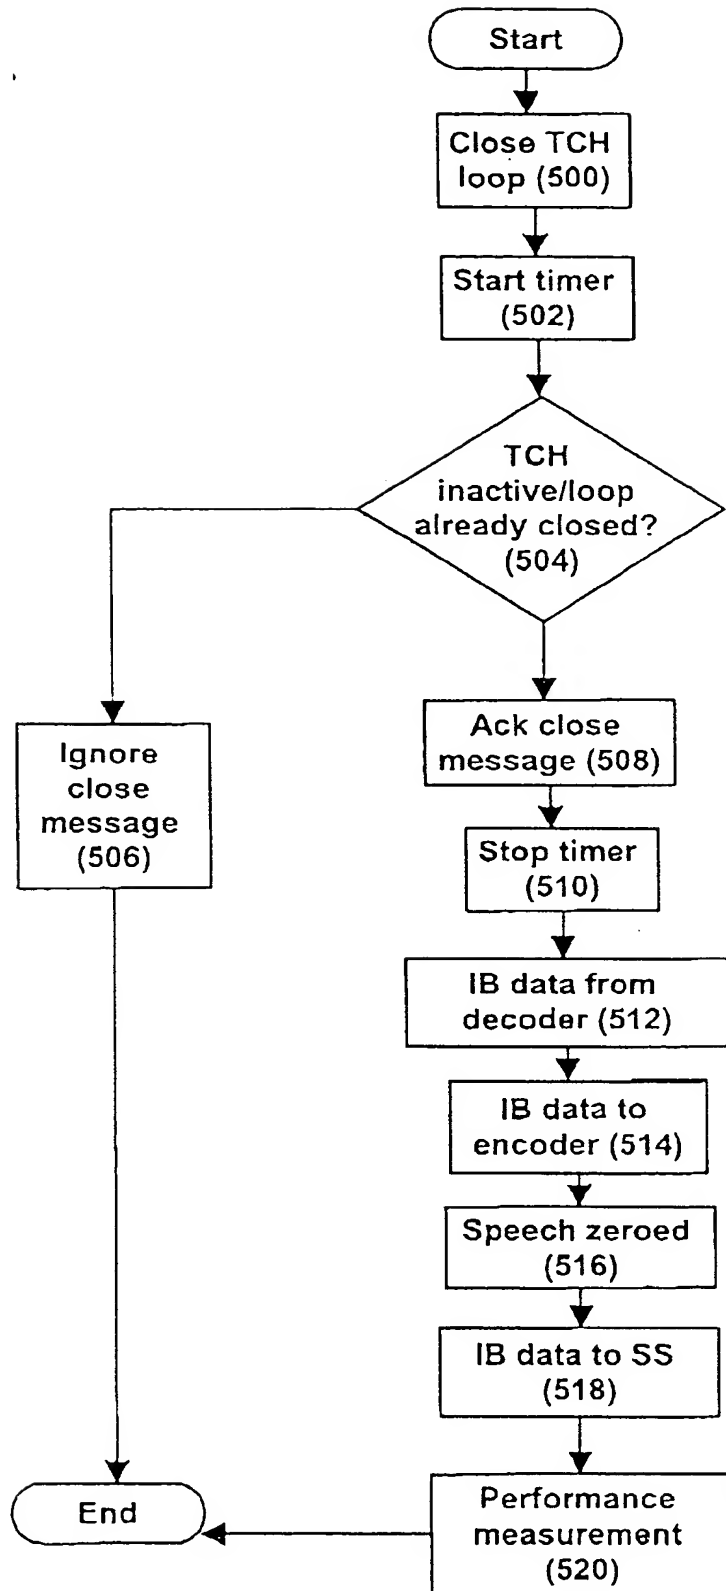 Start
Close TCH
loop (500)
Start timer
(502)
TCH
inactive/loop
already closed?
(504)
Ignore
close
message
(506)
Ack close
message (508)
Stop timer
(510)
IB data from
decoder (512)
IB data to
encoder (514)
Speech zeroed
(516)
IB data to SS
(518)
Performance
measurement
(520)
End